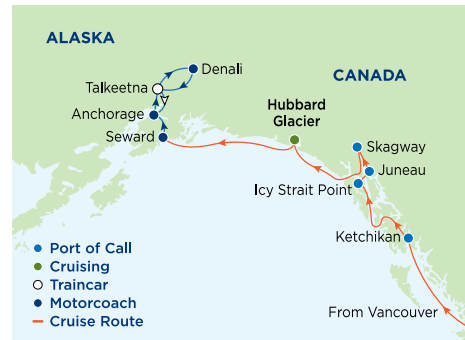 ALASKA
Denali
Talkeetna
CANADA
Anchorage
Hubbard
Glacier
Seward
Skagway
Juneau
Icy Strait Point
Ketchikan
Port of Call
Cruising
Traincar
Motorcoach
Cruise Route
From Vancouver